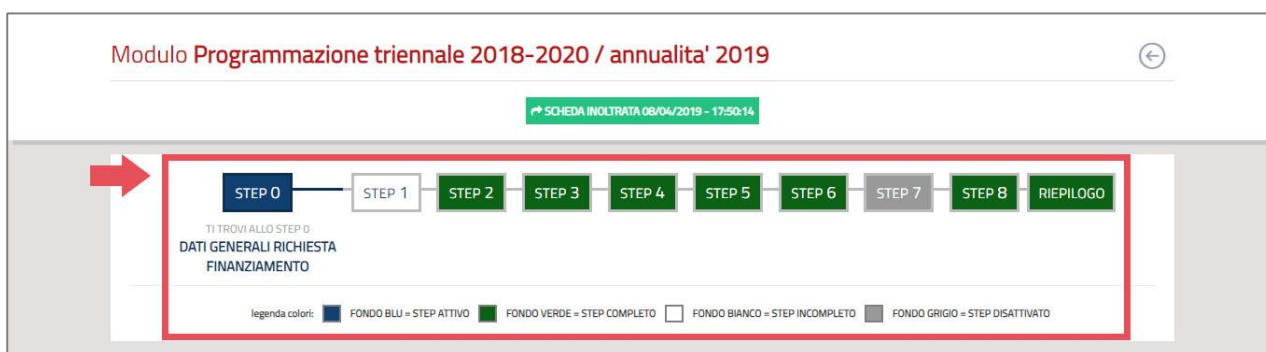 Modulo Programmazione triennale 2018-2020 / annualita' 2019
SCHEDA INOLTRATA 08/04/2019 - 17:50:14
STEP 0 STEP 1 STEP 2 STEP 3 STEP 4 STEP 5 STEP 6 STEP 7 STEP 8 RIEPILOGO
TI TROVI ALLO STEP 0
DATI GENERALI RICHIESTA
FINANZIAMENTO
legenda colori: FONDO BLU = STEP ATTIVO FONDO VERDE = STEP COMPLETO FONDO BIANCO = STEP INCOMPLETO FONDO GRIGIO = STEP DISATTIVATO